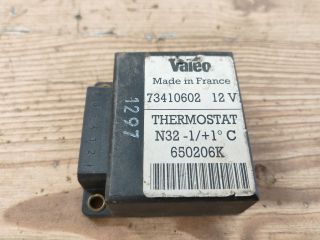 Valeo
Made in France
73410602 12 V
THERMOSTAT
N32 -1/+1° C
650206K
1297